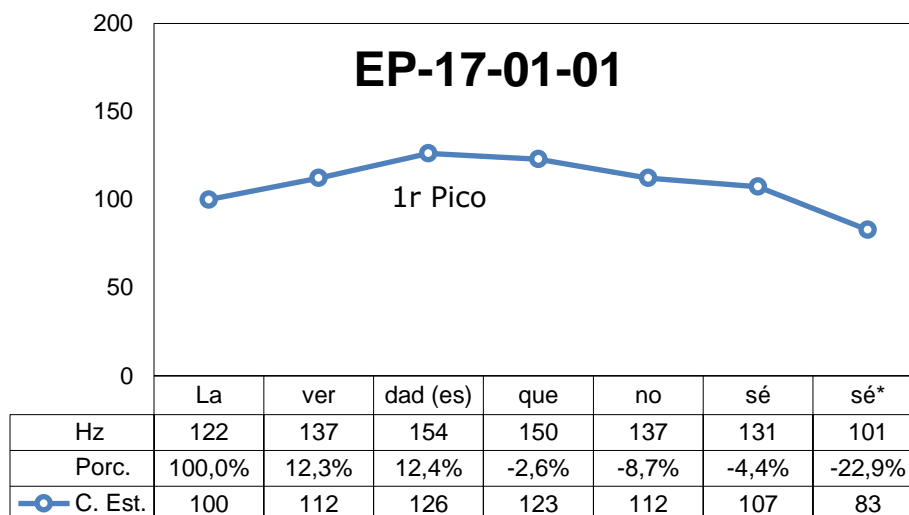 200
EP-17-01-01
150
100
1r Pico
50
0
La ver dad (es) que no sé sé*
Hz 122 137 154 150 137 131 101
Porc. 100,0% 12,3% 12,4% -2,6% -8,7% -4,4% -22,9%
C. Est. 100 112 126 123 112 107 83